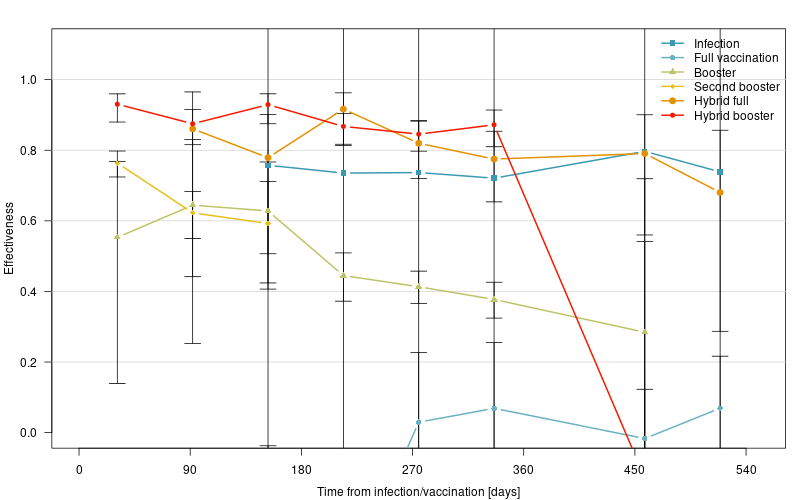 Infection
Full vaccination
Booster
Second booster
Hybrid full
Hybrid booster
Effectiveness
1.0
0.8
0.6
0.4
0.2
0.0
0 90 180 270 360 450 540
Time from infection/vaccination [days]